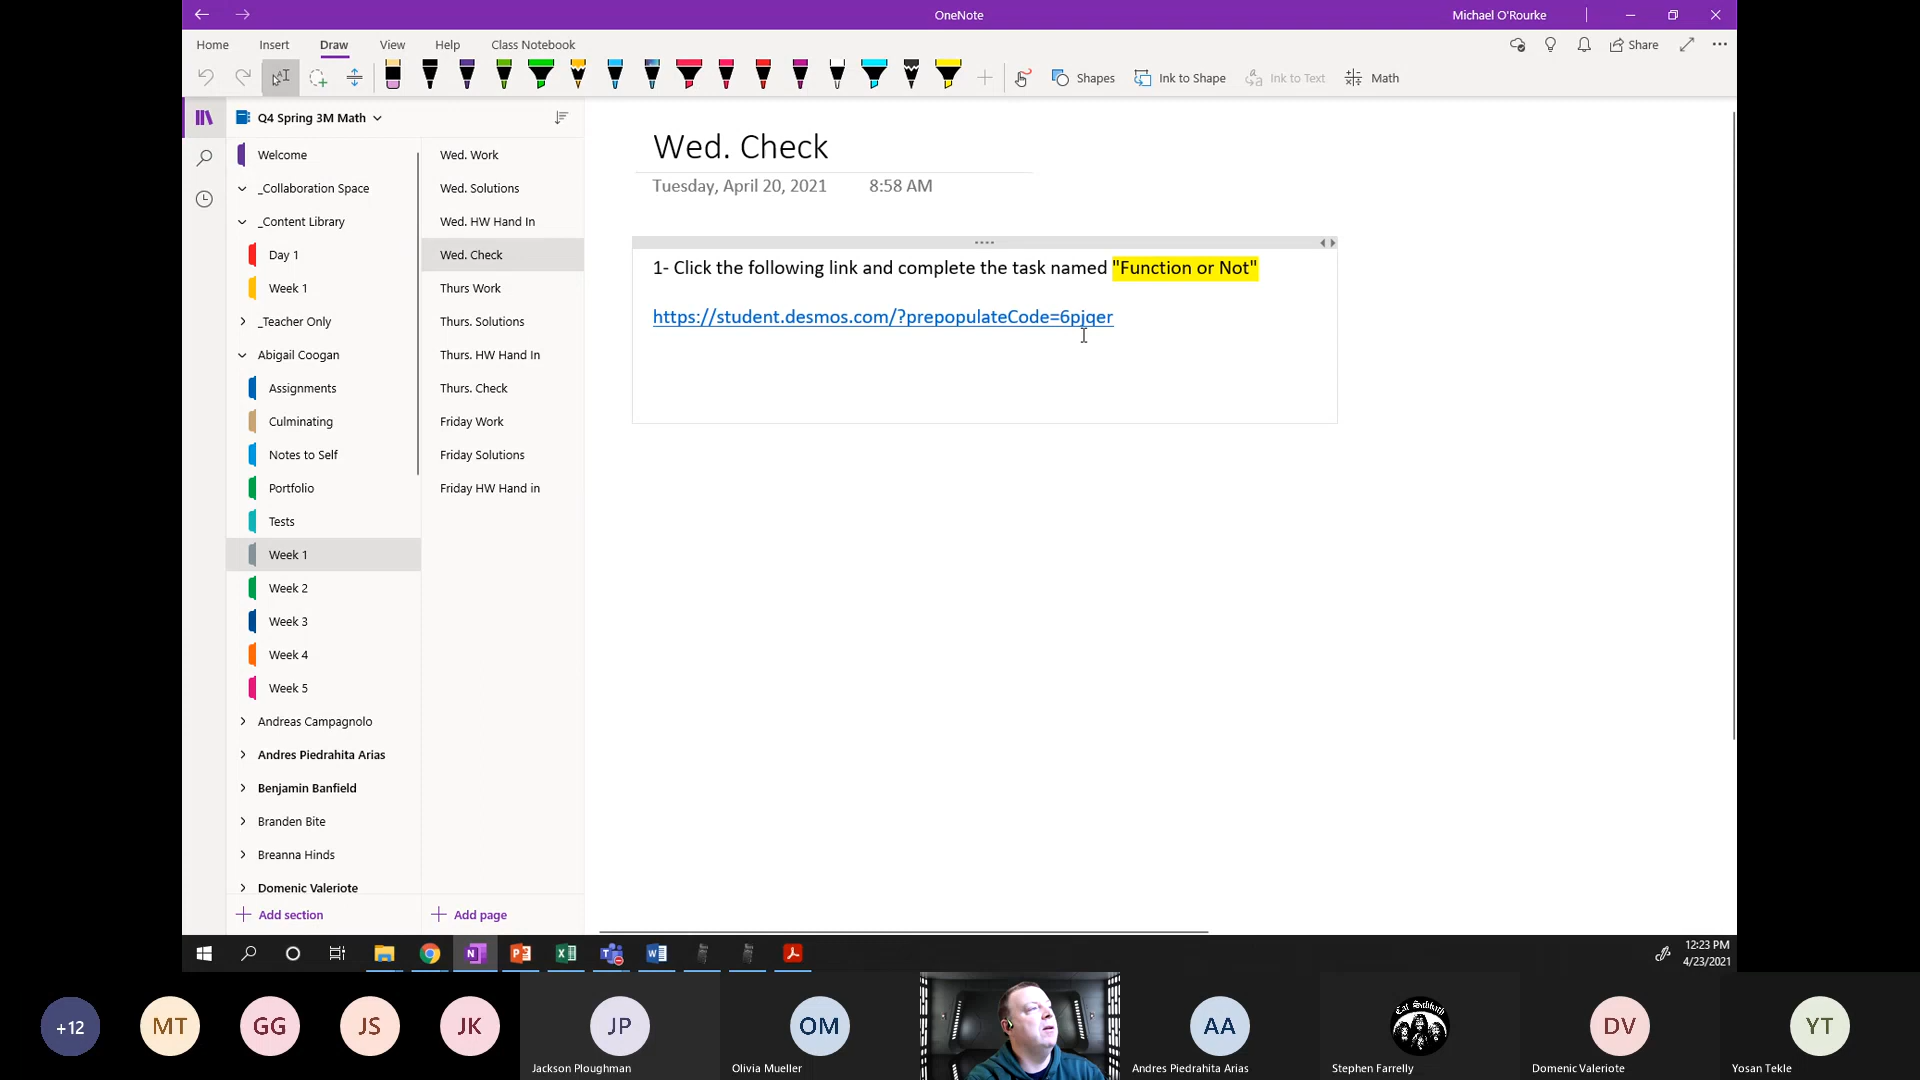 OneNote
Michael O'Rourke
Home
Insert
Draw
View
Help
Class Notebook
Share
Shapes
Ink to Shape
Ink to Text
Math
Q4 Spring 3M Math
Welcome
_Collaboration Space
_Content Library
Day 1
Week 1
_Teacher Only
Abigail Coogan
Assignments
Culminating
Notes to Self
Portfolio
Tests
Week 1
Week 2
Week 3
Week 4
Week 5
Andreas Campagnolo
Andres Piedrahita Arias
Benjamin Banfield
Branden Bite
Breanna Hinds
Domenic Valeriote
Add section
Wed. Work
Wed. Solutions
Wed. HW Hand In
Wed. Check
Thurs Work
Thurs. Solutions
Thurs. HW Hand In
Thurs. Check
Friday Work
Friday Solutions
Friday HW Hand in
Add page
Wed. Check
Tuesday, April 20, 2021 8:58 AM
1- Click the following link and complete the task named "Function or Not"
https://student.desmos.com/?prepopulateCode=6pjqer
12:23 PM
4/23/2021
+12
MT
GG
JS
JK
JP
Jackson Ploughman
OM
Olivia Mueller
AA
Andres Piedrahita Arias
Cat Sabbath
Stephen Farrelly
DV
Domenic Valeriote
YT
Yosan Tekle